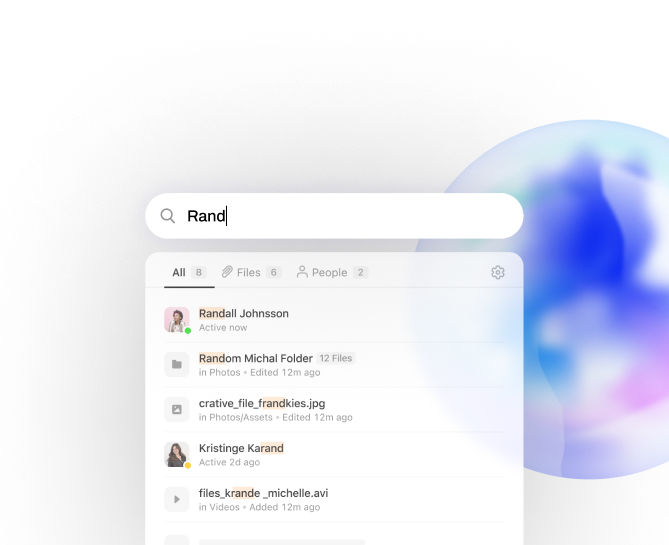 Rand
All 8 Files 6 People 2
Randall Johnsson
Active now
Random Michal Folder 12 Files
in Photos • Edited 12m ago
crative_file_frandkies.jpg
in Photos/Assets • Edited 12m ago
Kristinge Karand
Active 2d ago
files_krande _michelle.avi
in Videos • Added 12m ago